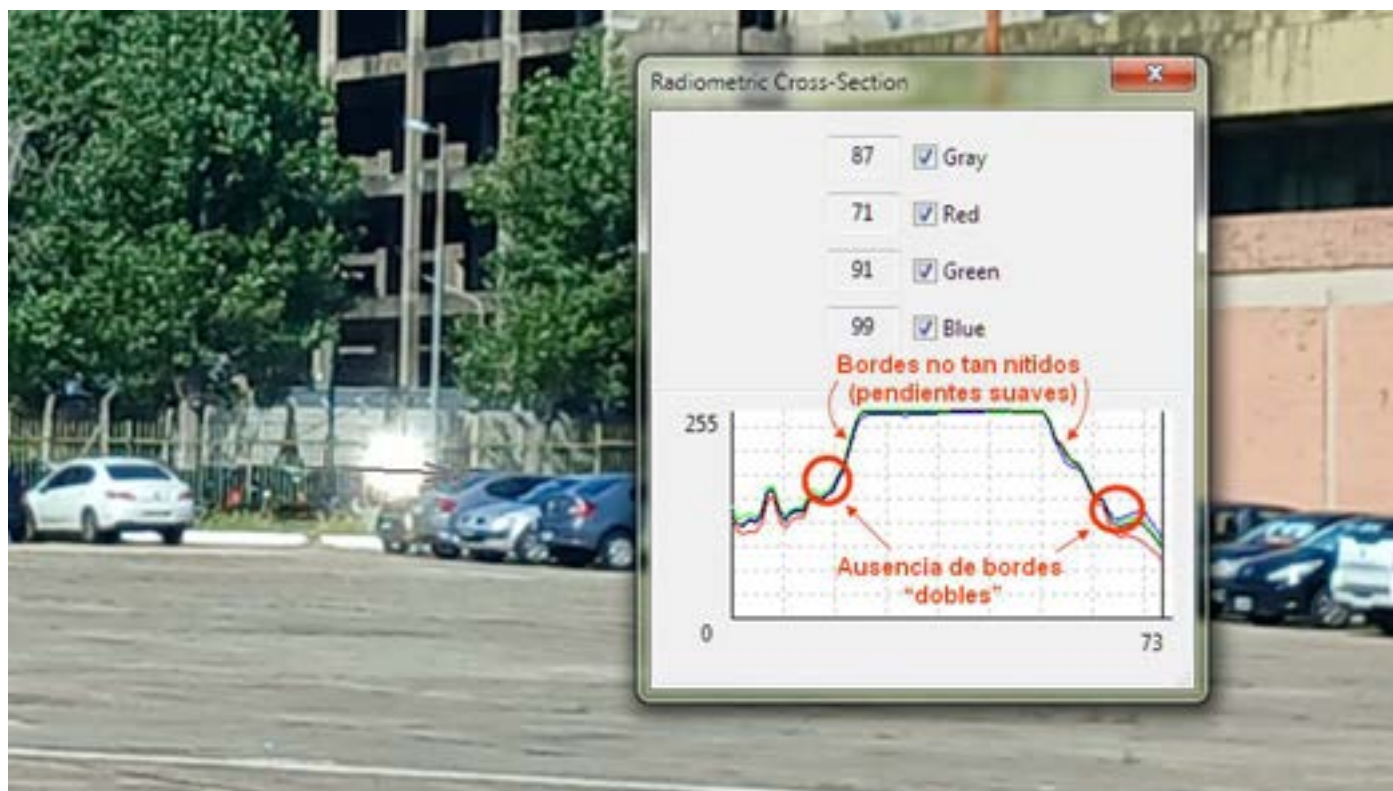 Radiometric Cross-Section
87 Gray
71 Red
91 Green
99 Blue
Bordes no tan nítidos
(pendientes suaves)
255
Ausencia de bordes
“dobles”
0
73